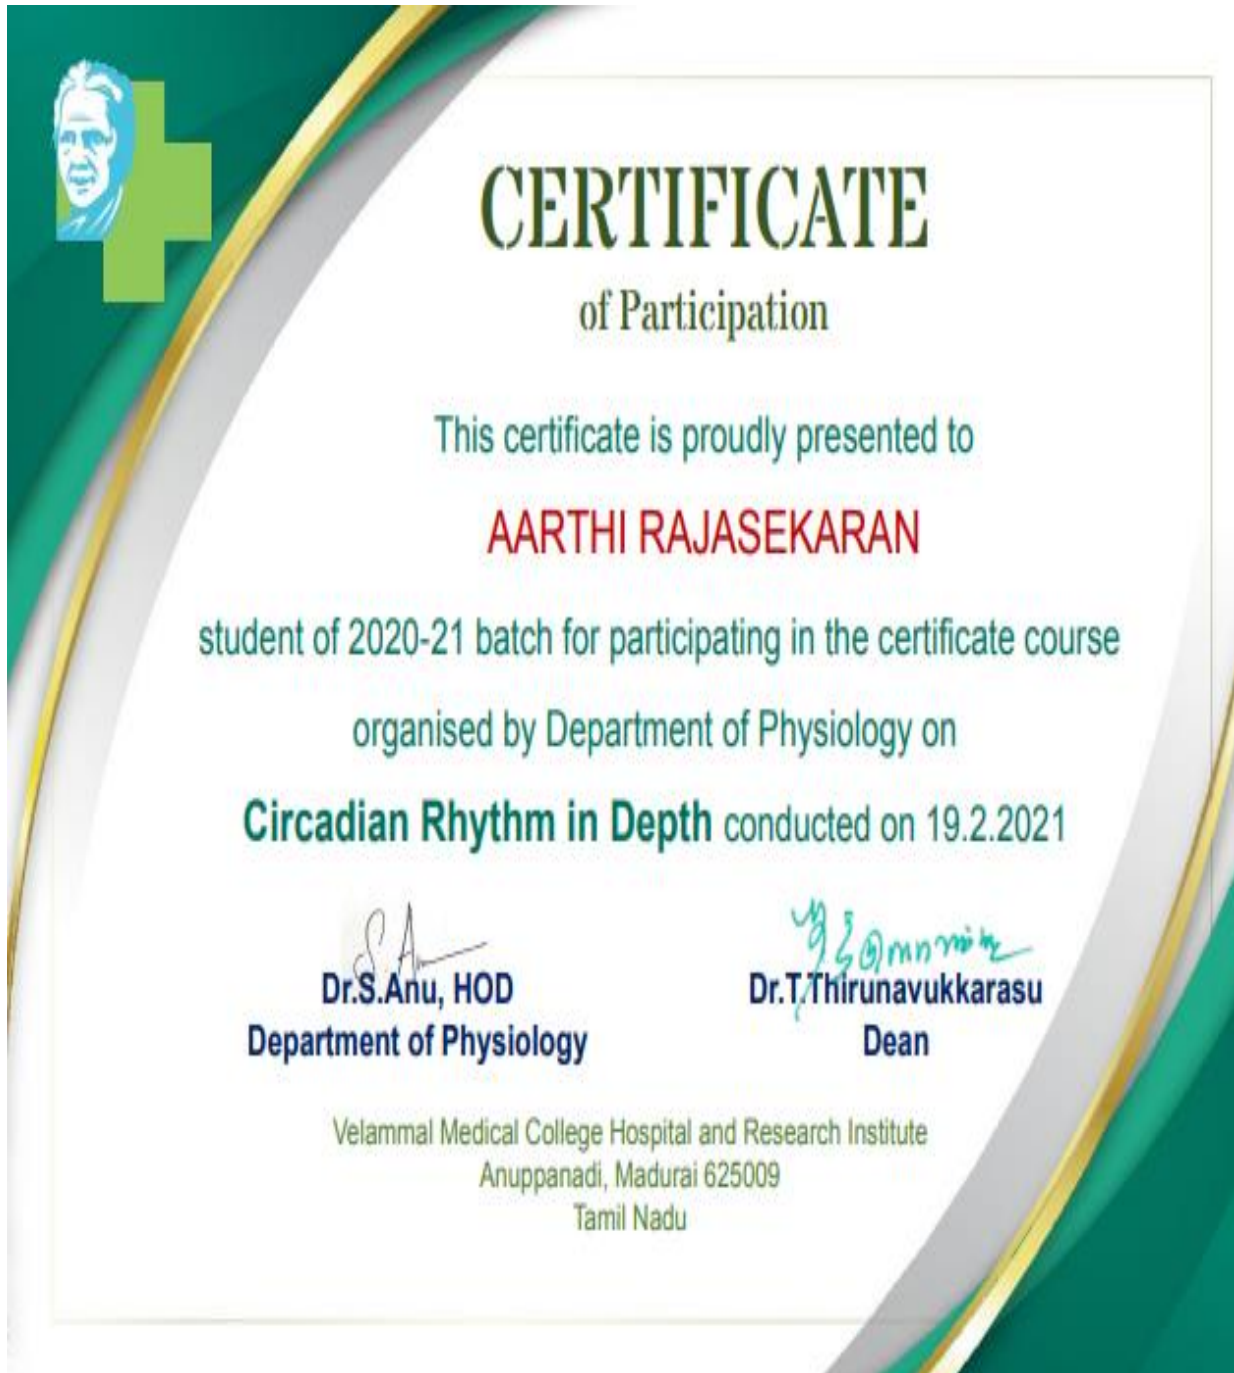 CERTIFICATE
of Participation
This certificate is proudly presented to
AARTHI RAJASEKARAN
student of 2020-21 batch for participating in the certificate course
organised by Department of Physiology on
Circadian Rhythm in Depth conducted on 19.2.2021
Dr.S.Anu, HOD
Department of Physiology
Dr.T.Thirunavukkarasu
Dean
Velammal Medical College Hospital and Research Institute
Anuppanadi, Madurai 625009
Tamil Nadu